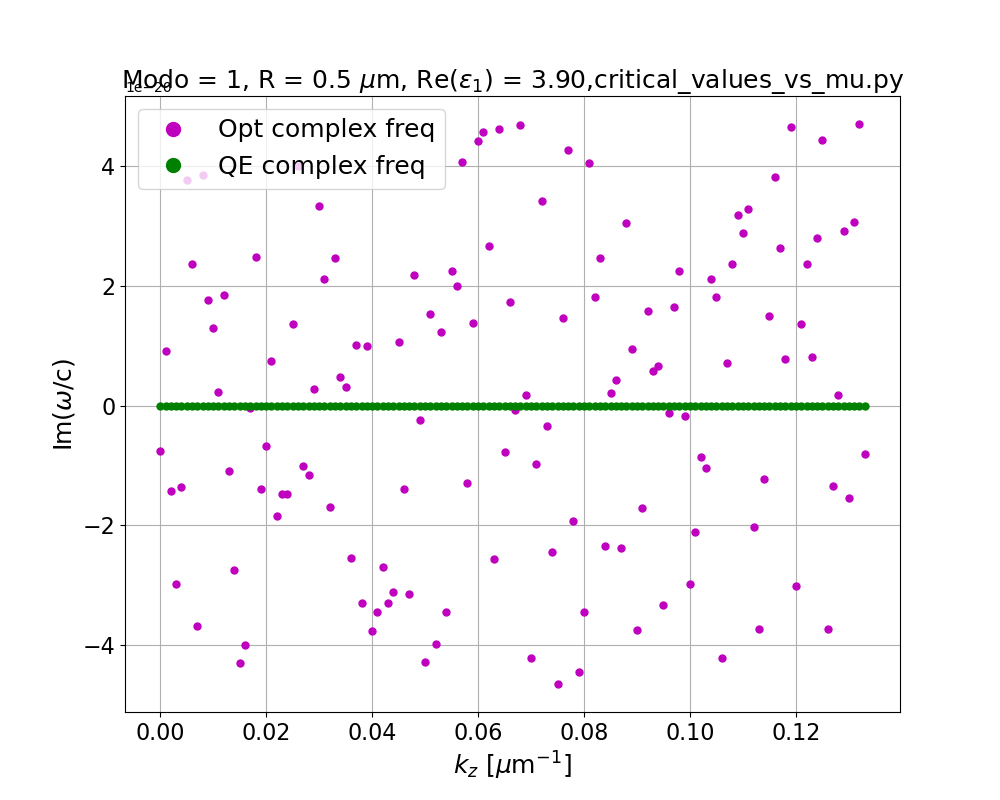 Modo = 1, R = 0.5 μm, Re(ε₁) = 3.90,critical_values_vs_mu.py
1e−20
Opt complex freq
QE complex freq
4
2
0
−2
−4
Im(ω/c)
0.00 0.02 0.04 0.06 0.08 0.10 0.12
k_z [μm⁻¹]